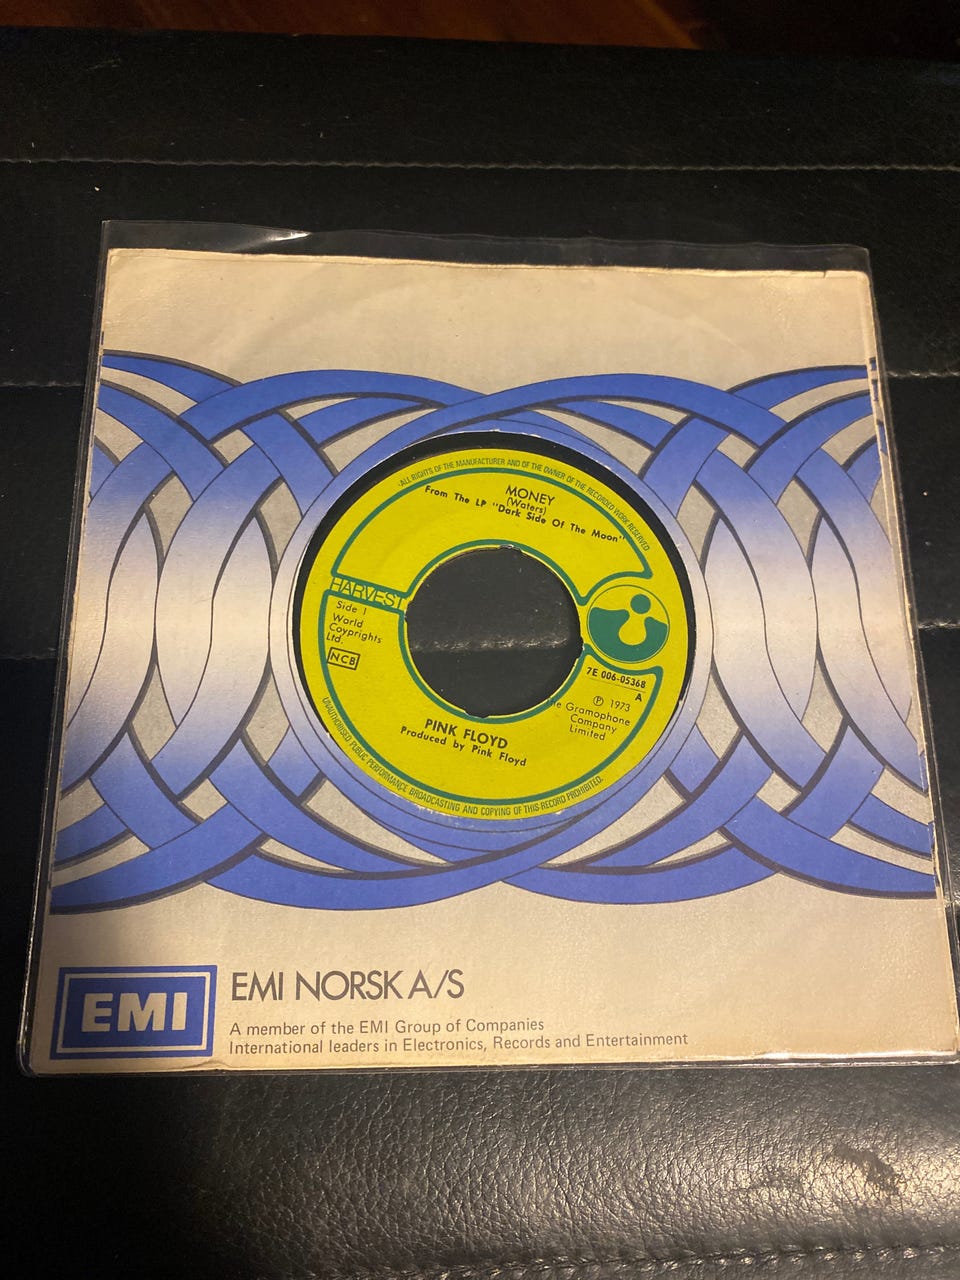 ·ALL RIGHTS OF THE MANUFACTURER AND OF THE OWNER OF THE RECORDED WORK RESERVED
MONEY
(Waters)
From The LP "Dark Side Of The Moon"
HARVEST
Side 1
World
Coyprights
Ltd.
NCB
7E 006-05368
A
Ⓟ 1973
he Gramophone
Company
Limited
PINK FLOYD
Produced by Pink Floyd
UNAUTHORISED PUBLIC PERFORMANCE BROADCASTING AND COPYING OF THIS RECORD PROHIBITED.
EMI
EMI NORSK A/S
A member of the EMI Group of Companies
International leaders in Electronics, Records and Entertainment